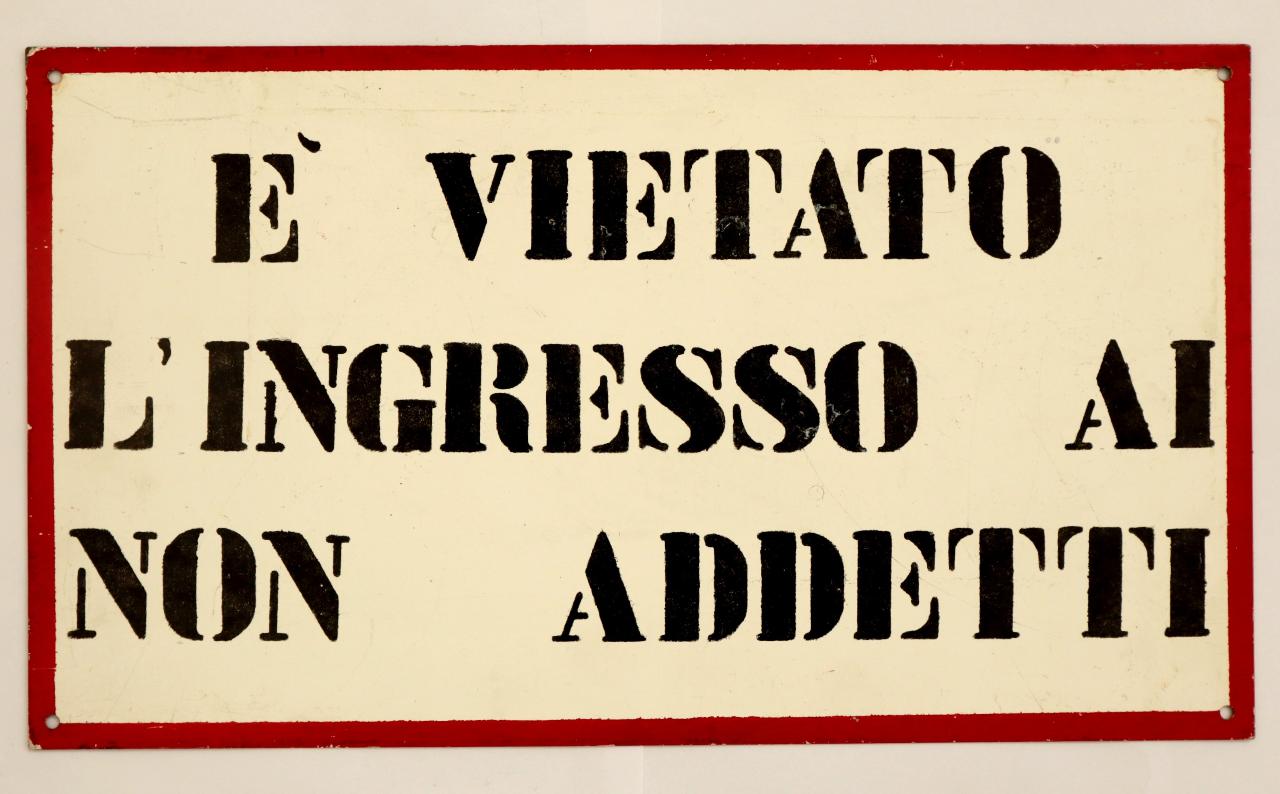 È VIETATO
L'INGRESSO AI
NON ADDETTI